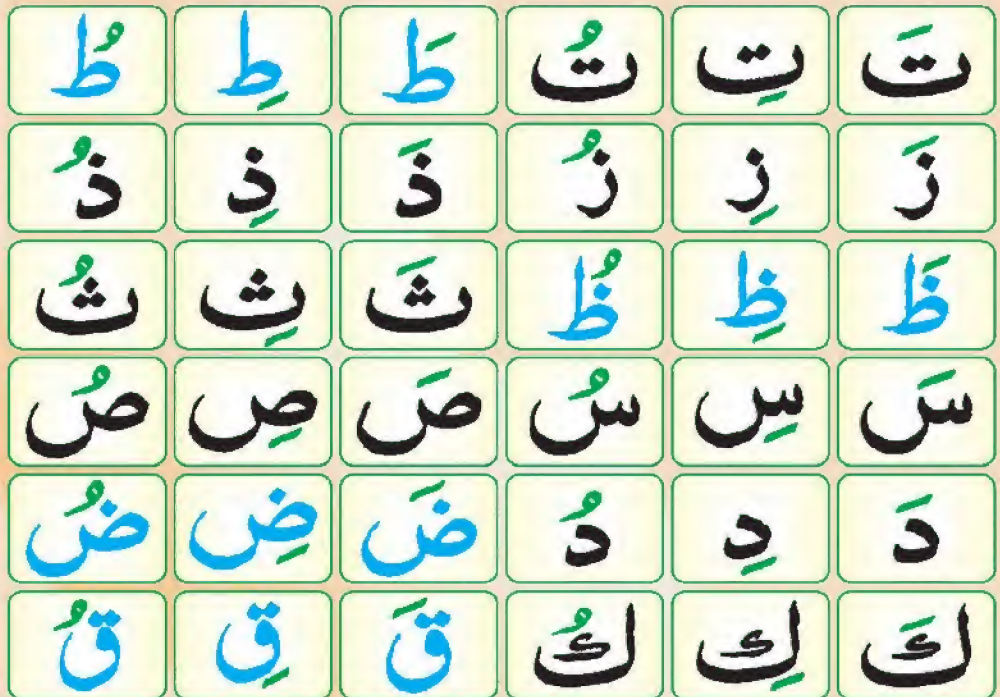 تَ تِ تُ طَ طِ طُ
زَ زِ زُ ذَ ذِ ذُ
ظَ ظِ ظُ ثَ ثِ ثُ
سَ سِ سُ صَ صِ صُ
دَ دِ دُ ضَ ضِ ضُ
كَ كِ كُ قَ قِ قُ